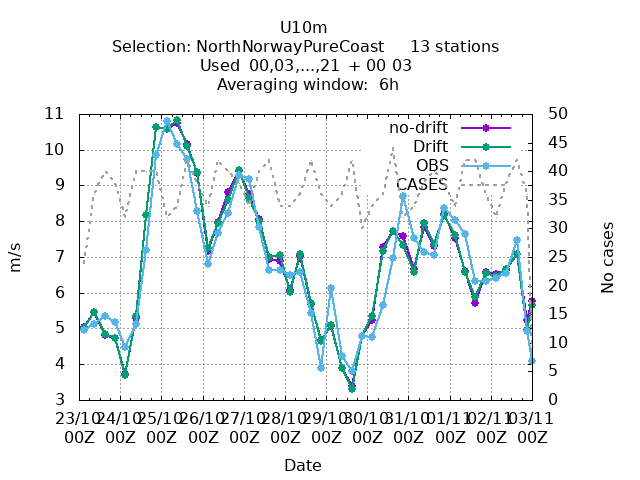 U10m
Selection: NorthNorwayPureCoast     13 stations
Used  00,03,...,21  + 00 03
Averaging window:  6h
no-drift
Drift
OBS
CASES
11
10
9
8
7
6
5
4
3
m/s
50
45
40
35
30
25
20
15
10
5
0
No cases
23/10 24/10 25/10 26/10 27/10 28/10 29/10 30/10 31/10 01/11 02/11 03/11
00Z 00Z 00Z 00Z 00Z 00Z 00Z 00Z 00Z 00Z 00Z 00Z
Date